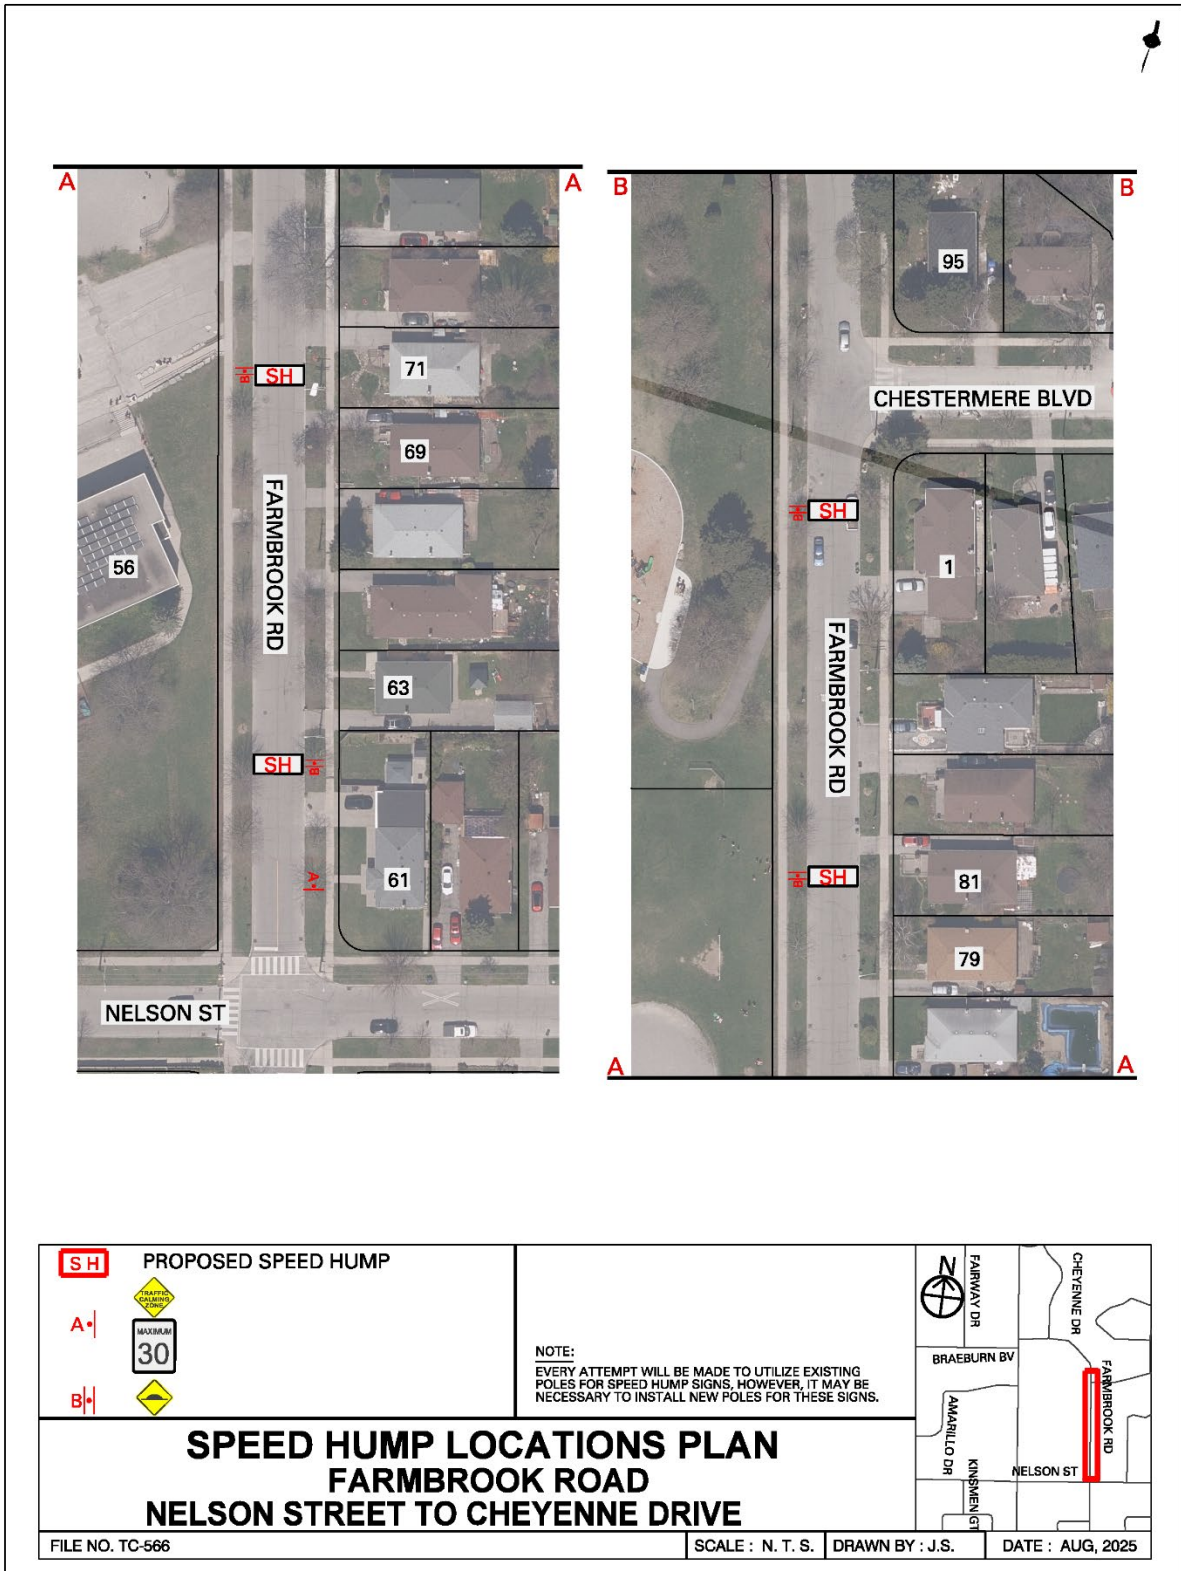 A
A
71
B
SH
69
FARMBROOK RD
56
63
SH
B
A
61
NELSON ST
B
B
95
CHESTERMERE BLVD
B
SH
1
FARMBROOK RD
B
SH
81
79
A
A
SH
PROPOSED SPEED HUMP
TRAFFIC
CALMING
ZONE
A
MAXIMUM
30
B
NOTE:
EVERY ATTEMPT WILL BE MADE TO UTILIZE EXISTING
POLES FOR SPEED HUMP SIGNS, HOWEVER, IT MAY BE
NECESSARY TO INSTALL NEW POLES FOR THESE SIGNS.
N
FAIRWAY DR
CHEYENNE DR
BRAEBURN BV
FARMBROOK RD
AMARILLO DR
NELSON ST
KINSMEN GT
SPEED HUMP LOCATIONS PLAN
FARMBROOK ROAD
NELSON STREET TO CHEYENNE DRIVE
FILE NO. TC-566
SCALE : N. T. S.
DRAWN BY : J.S.
DATE : AUG, 2025